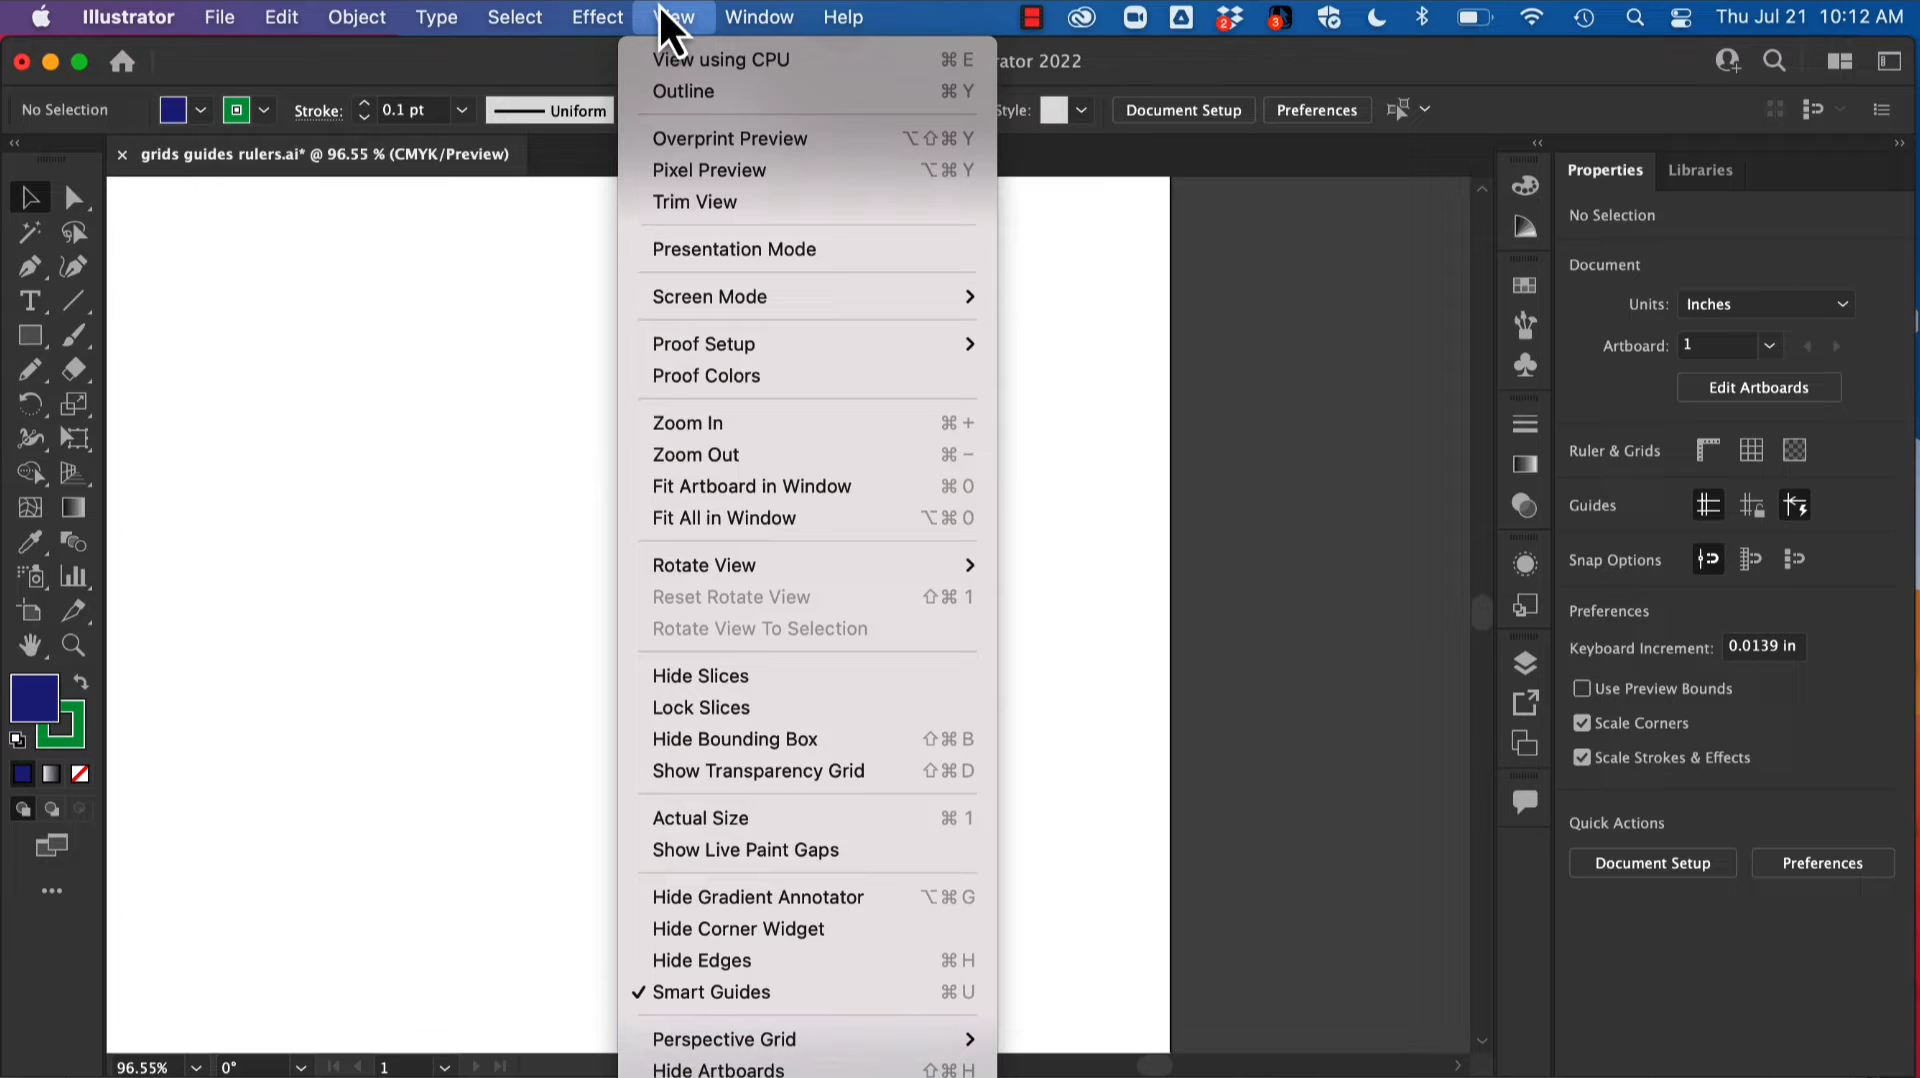 Illustrator File Edit Object Type Select Effect View Window Help 2 3 Thu Jul 21 10:12 AM
rator 2022
No Selection Stroke: 0.1 pt Uniform Style: Document Setup Preferences
× grids guides rulers.ai* @ 96.55 % (CMYK/Preview)
View using CPU ⌘ E
Outline ⌘ Y
Overprint Preview ⌥⇧⌘ Y
Pixel Preview ⌥⌘ Y
Trim View
Presentation Mode
Screen Mode
Proof Setup
Proof Colors
Zoom In ⌘ +
Zoom Out ⌘ −
Fit Artboard in Window ⌘ 0
Fit All in Window ⌥⌘ 0
Rotate View
Reset Rotate View ⇧⌘ 1
Rotate View To Selection
Hide Slices
Lock Slices
Hide Bounding Box ⇧⌘ B
Show Transparency Grid ⇧⌘ D
Actual Size ⌘ 1
Show Live Paint Gaps
Hide Gradient Annotator ⌥⌘ G
Hide Corner Widget
Hide Edges ⌘ H
✓ Smart Guides ⌘ U
Perspective Grid
Hide Artboards ⇧⌘ H
Properties Libraries
No Selection
Document
Units: Inches
Artboard: 1
Edit Artboards
Ruler & Grids
Guides
Snap Options
Preferences
Keyboard Increment: 0.0139 in
Use Preview Bounds
Scale Corners
Scale Strokes & Effects
Quick Actions
Document Setup Preferences
96.55% 0° 1